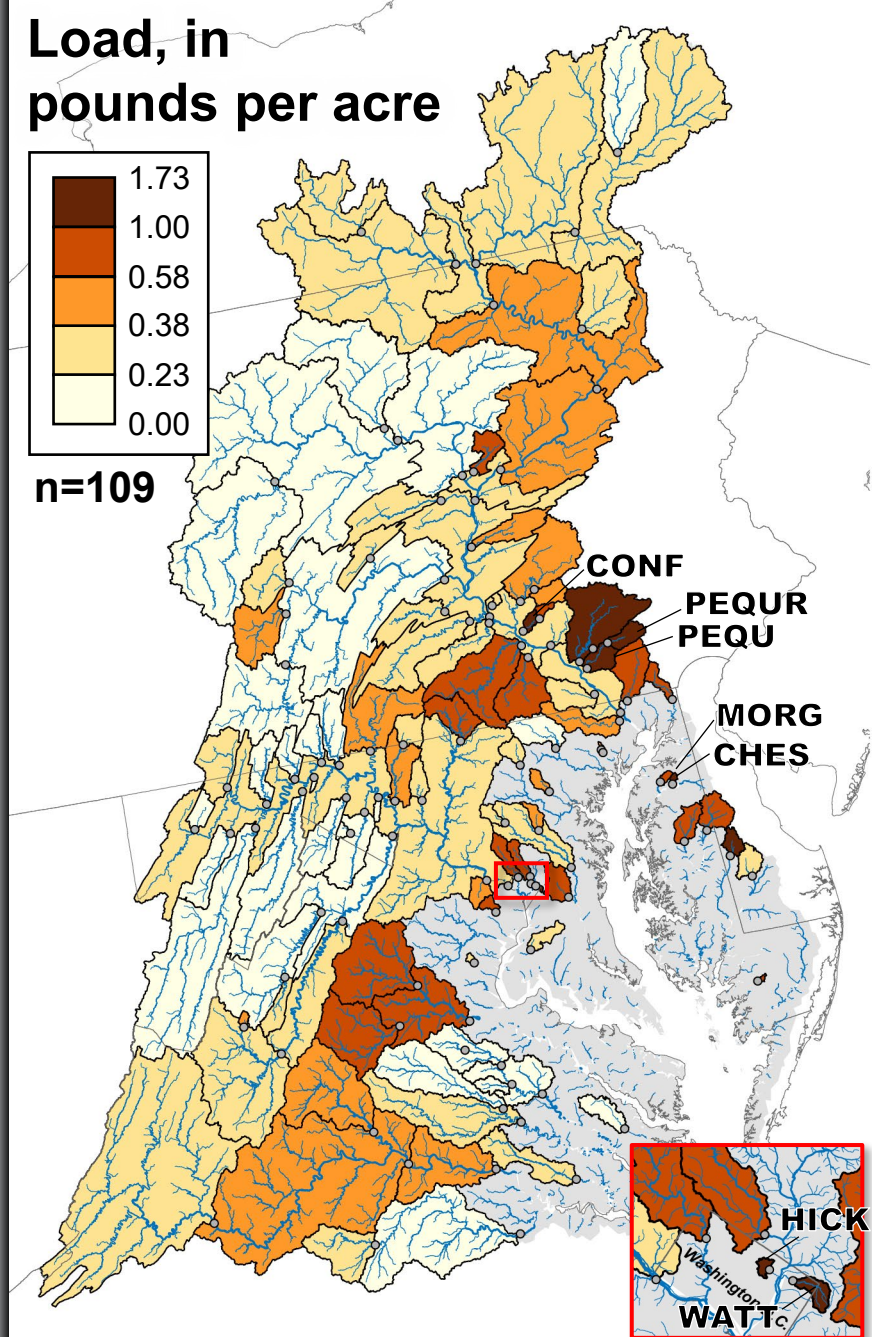 Load, in
pounds per acre
1.73
1.00
0.58
0.38
0.23
0.00
n=109
CONF
PEQUR
PEQU
MORG
CHES
HICK
Washington
C.
WATT